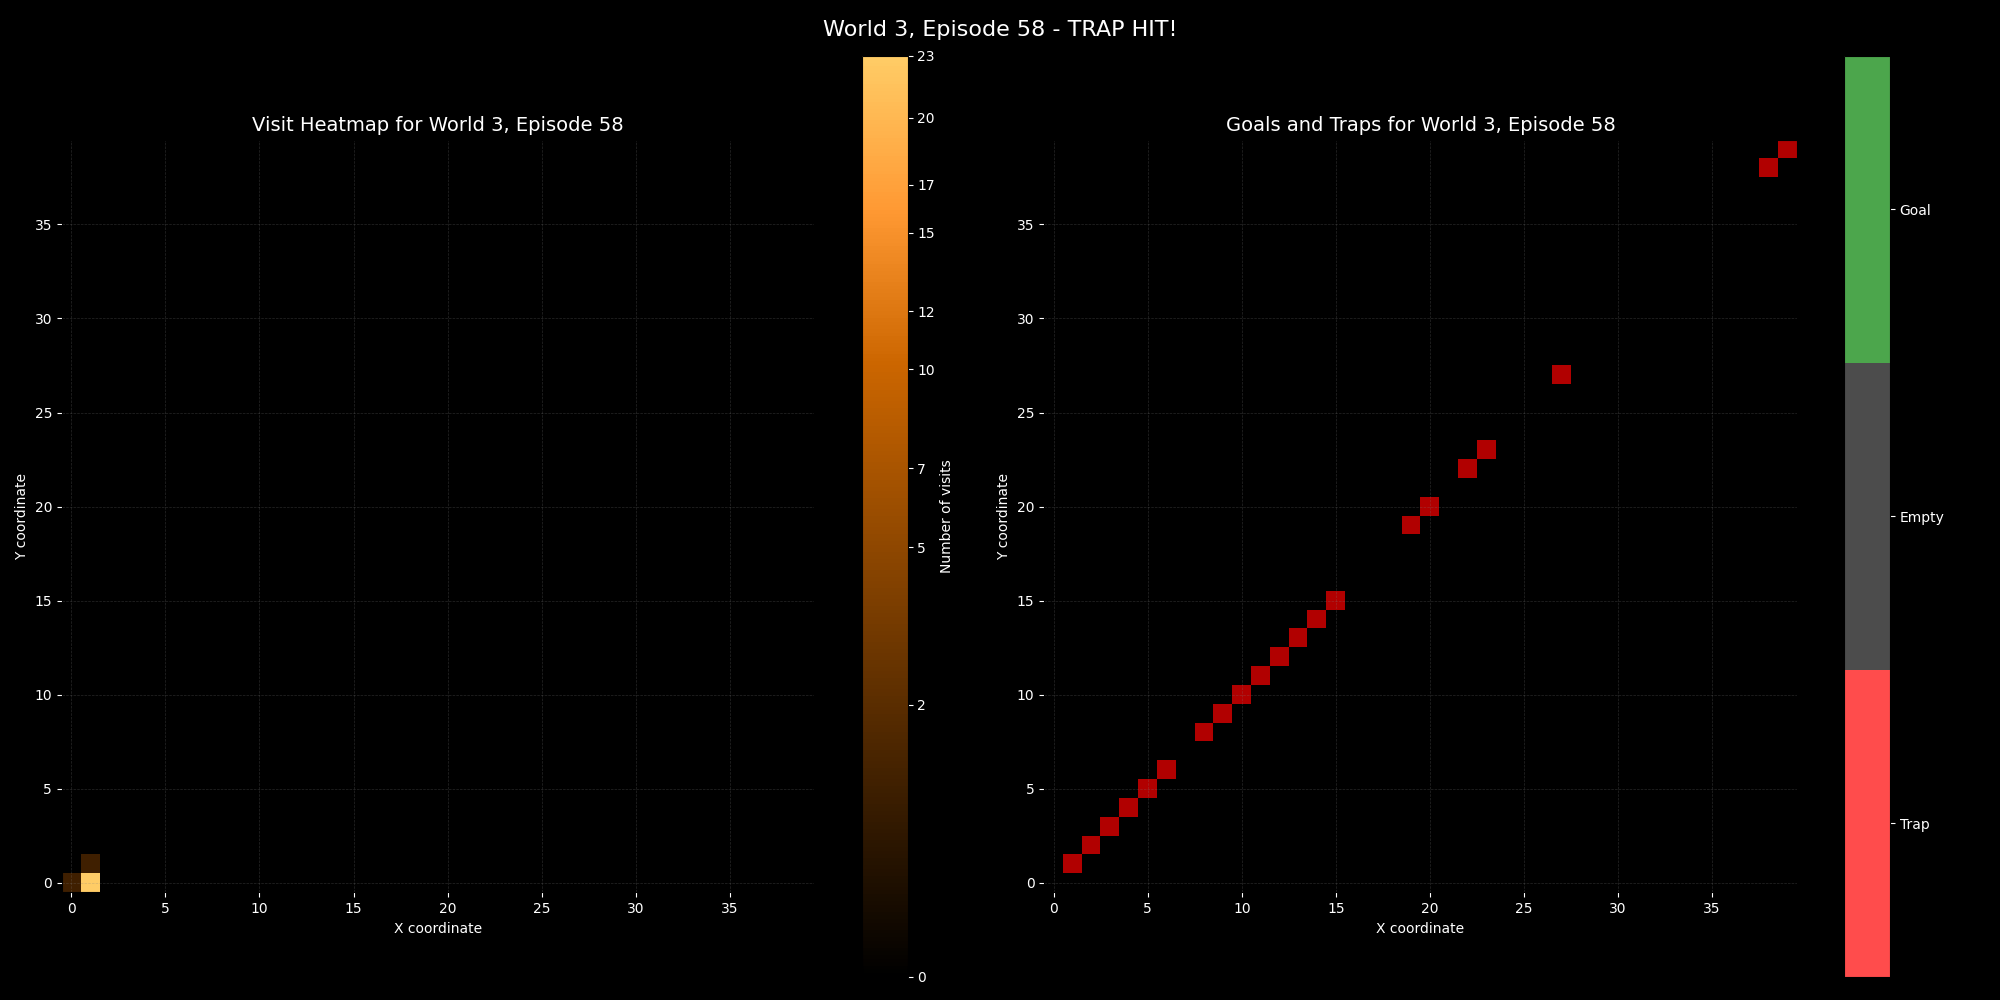 World 3, Episode 58 - TRAP HIT!
Visit Heatmap for World 3, Episode 58
Y coordinate
35
30
25
20
15
10
5
0
0 5 10 15 20 25 30 35
X coordinate
23
20
17
15
12
10
7
5
2
0
Number of visits
Goals and Traps for World 3, Episode 58
Y coordinate
35
30
25
20
15
10
5
0
0 5 10 15 20 25 30 35
X coordinate
Goal
Empty
Trap